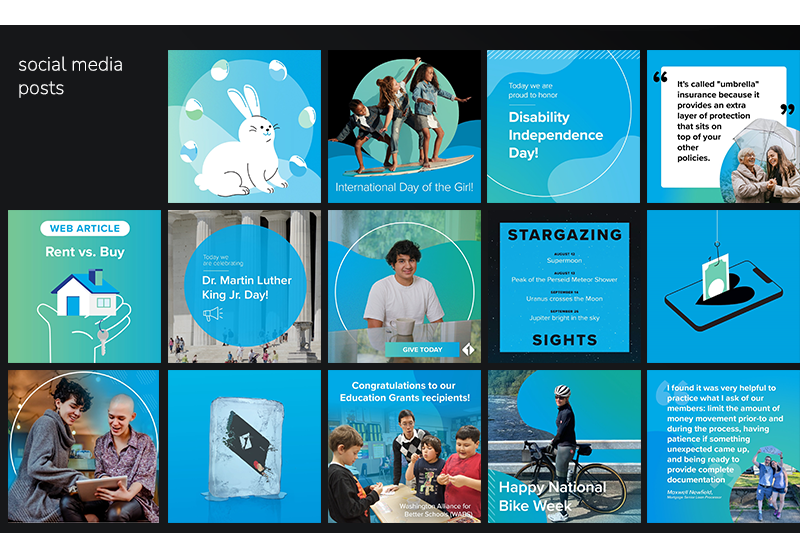 social media
posts
International Day of the Girl!
Today we are
proud to honor
Disability
Independence
Day!
“
It's called "umbrella"
insurance because it
provides an extra
layer of protection
that sits on
top of your
other
policies.
”
WEB ARTICLE
Rent vs. Buy
Today we
are celebrating
Dr. Martin Luther
King Jr. Day!
GIVE TODAY
STARGAZING
AUGUST 12
Supermoon
Peak of the Perseid Meteor Shower
Uranus crosses the Moon
Jupiter bright in the sky
SIGHTS
Congratulations to our
Education Grants recipients!
Washington Alliance for
Better Schools (WABS)
Happy National
Bike Week
I found it was very helpful to
practice what I ask of our
members: limit the amount of
money movement prior-to and
during the process, having
patience if something
unexpected came up,
and being ready to
provide complete
documentation
Maxwell Newfield,
Mortgage Senior Loan Processor